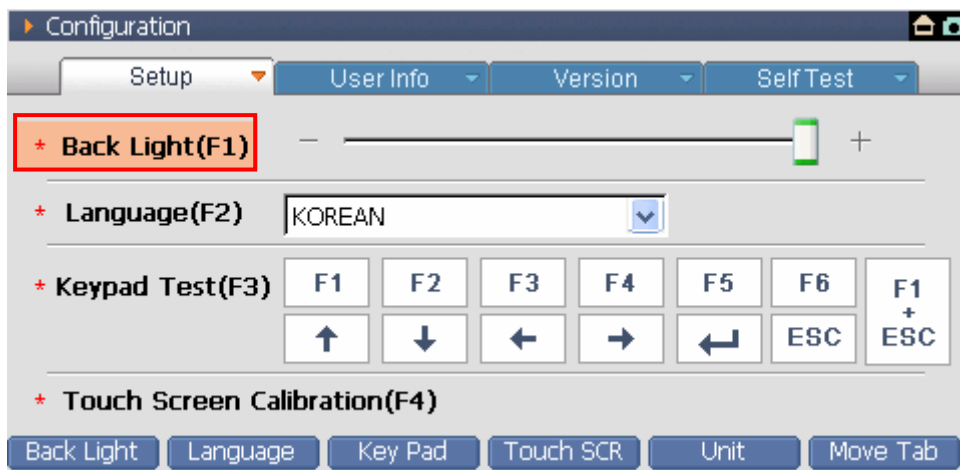 Configuration
Setup User Info Version Self Test
* Back Light(F1) − +
* Language(F2) KOREAN
* Keypad Test(F3) F1 F2 F3 F4 F5 F6 F1 + ESC
↑ ↓ ← → ↵ ESC
* Touch Screen Calibration(F4)
Back Light Language Key Pad Touch SCR Unit Move Tab